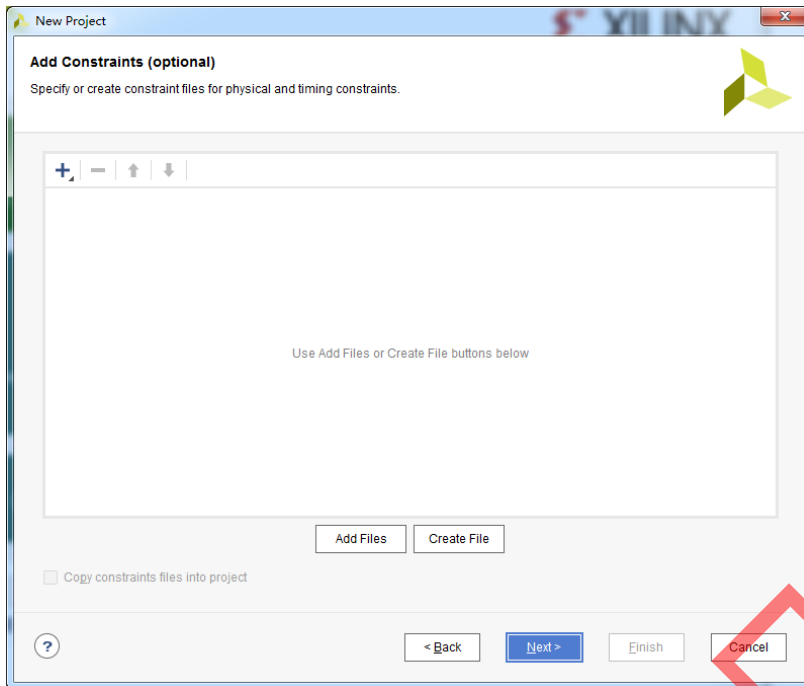 New Project
XILINX
Add Constraints (optional)
Specify or create constraint files for physical and timing constraints.
Use Add Files or Create File buttons below
Add Files
Create File
Copy constraints files into project
?
< Back
Next >
Finish
Cancel